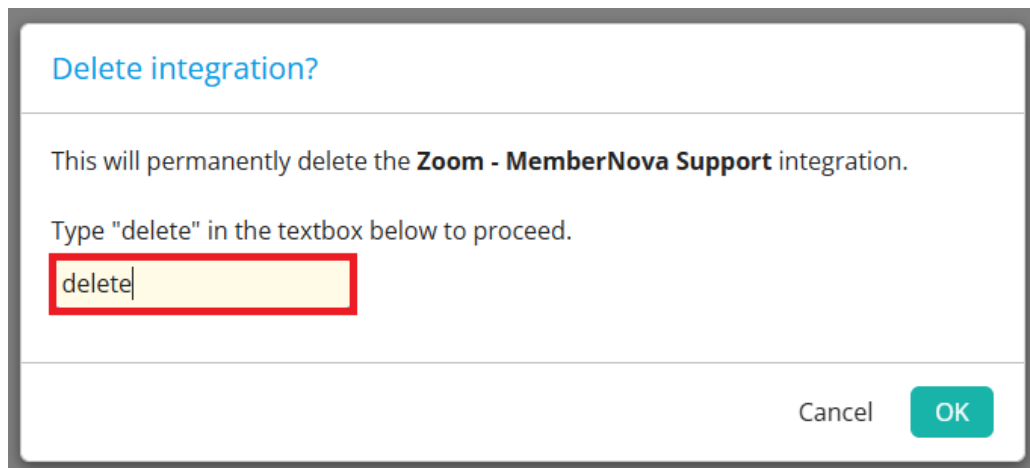 Delete integration?
This will permanently delete the Zoom - MemberNova Support integration.
Type "delete" in the textbox below to proceed.
delete
Cancel OK